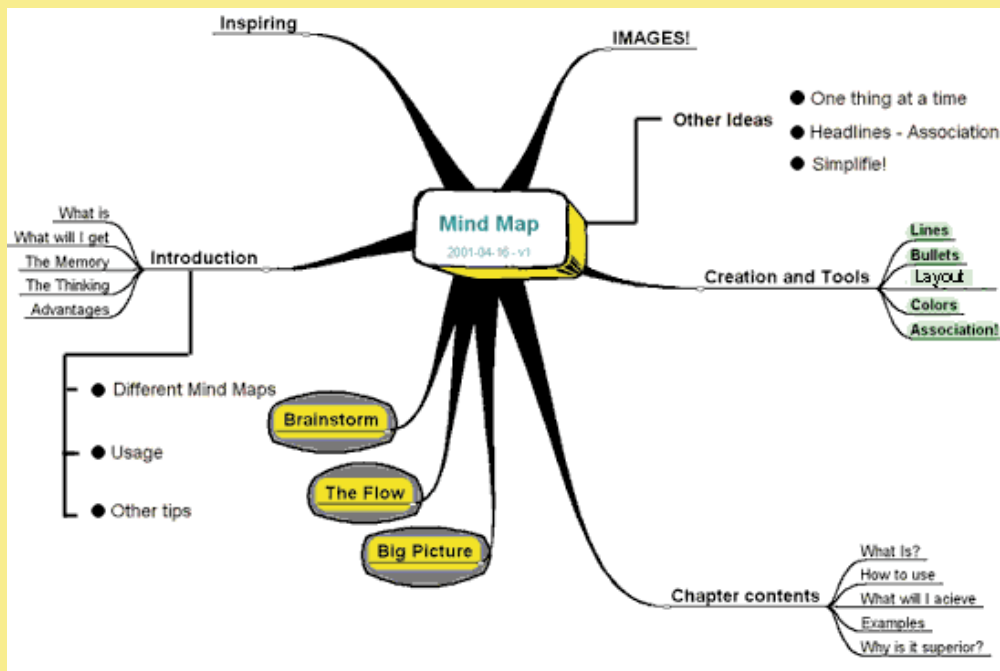 Inspiring
IMAGES!
Other Ideas
One thing at a time
Headlines - Association
Simplifie!
Mind Map
2001-04-16 - v1
Introduction
What is
What will I get
The Memory
The Thinking
Advantages
Different Mind Maps
Usage
Other tips
Creation and Tools
Lines
Bullets
Layout
Colors
Association!
Brainstorm
The Flow
Big Picture
Chapter contents
What Is?
How to use
What will I acieve
Examples
Why is it superior?